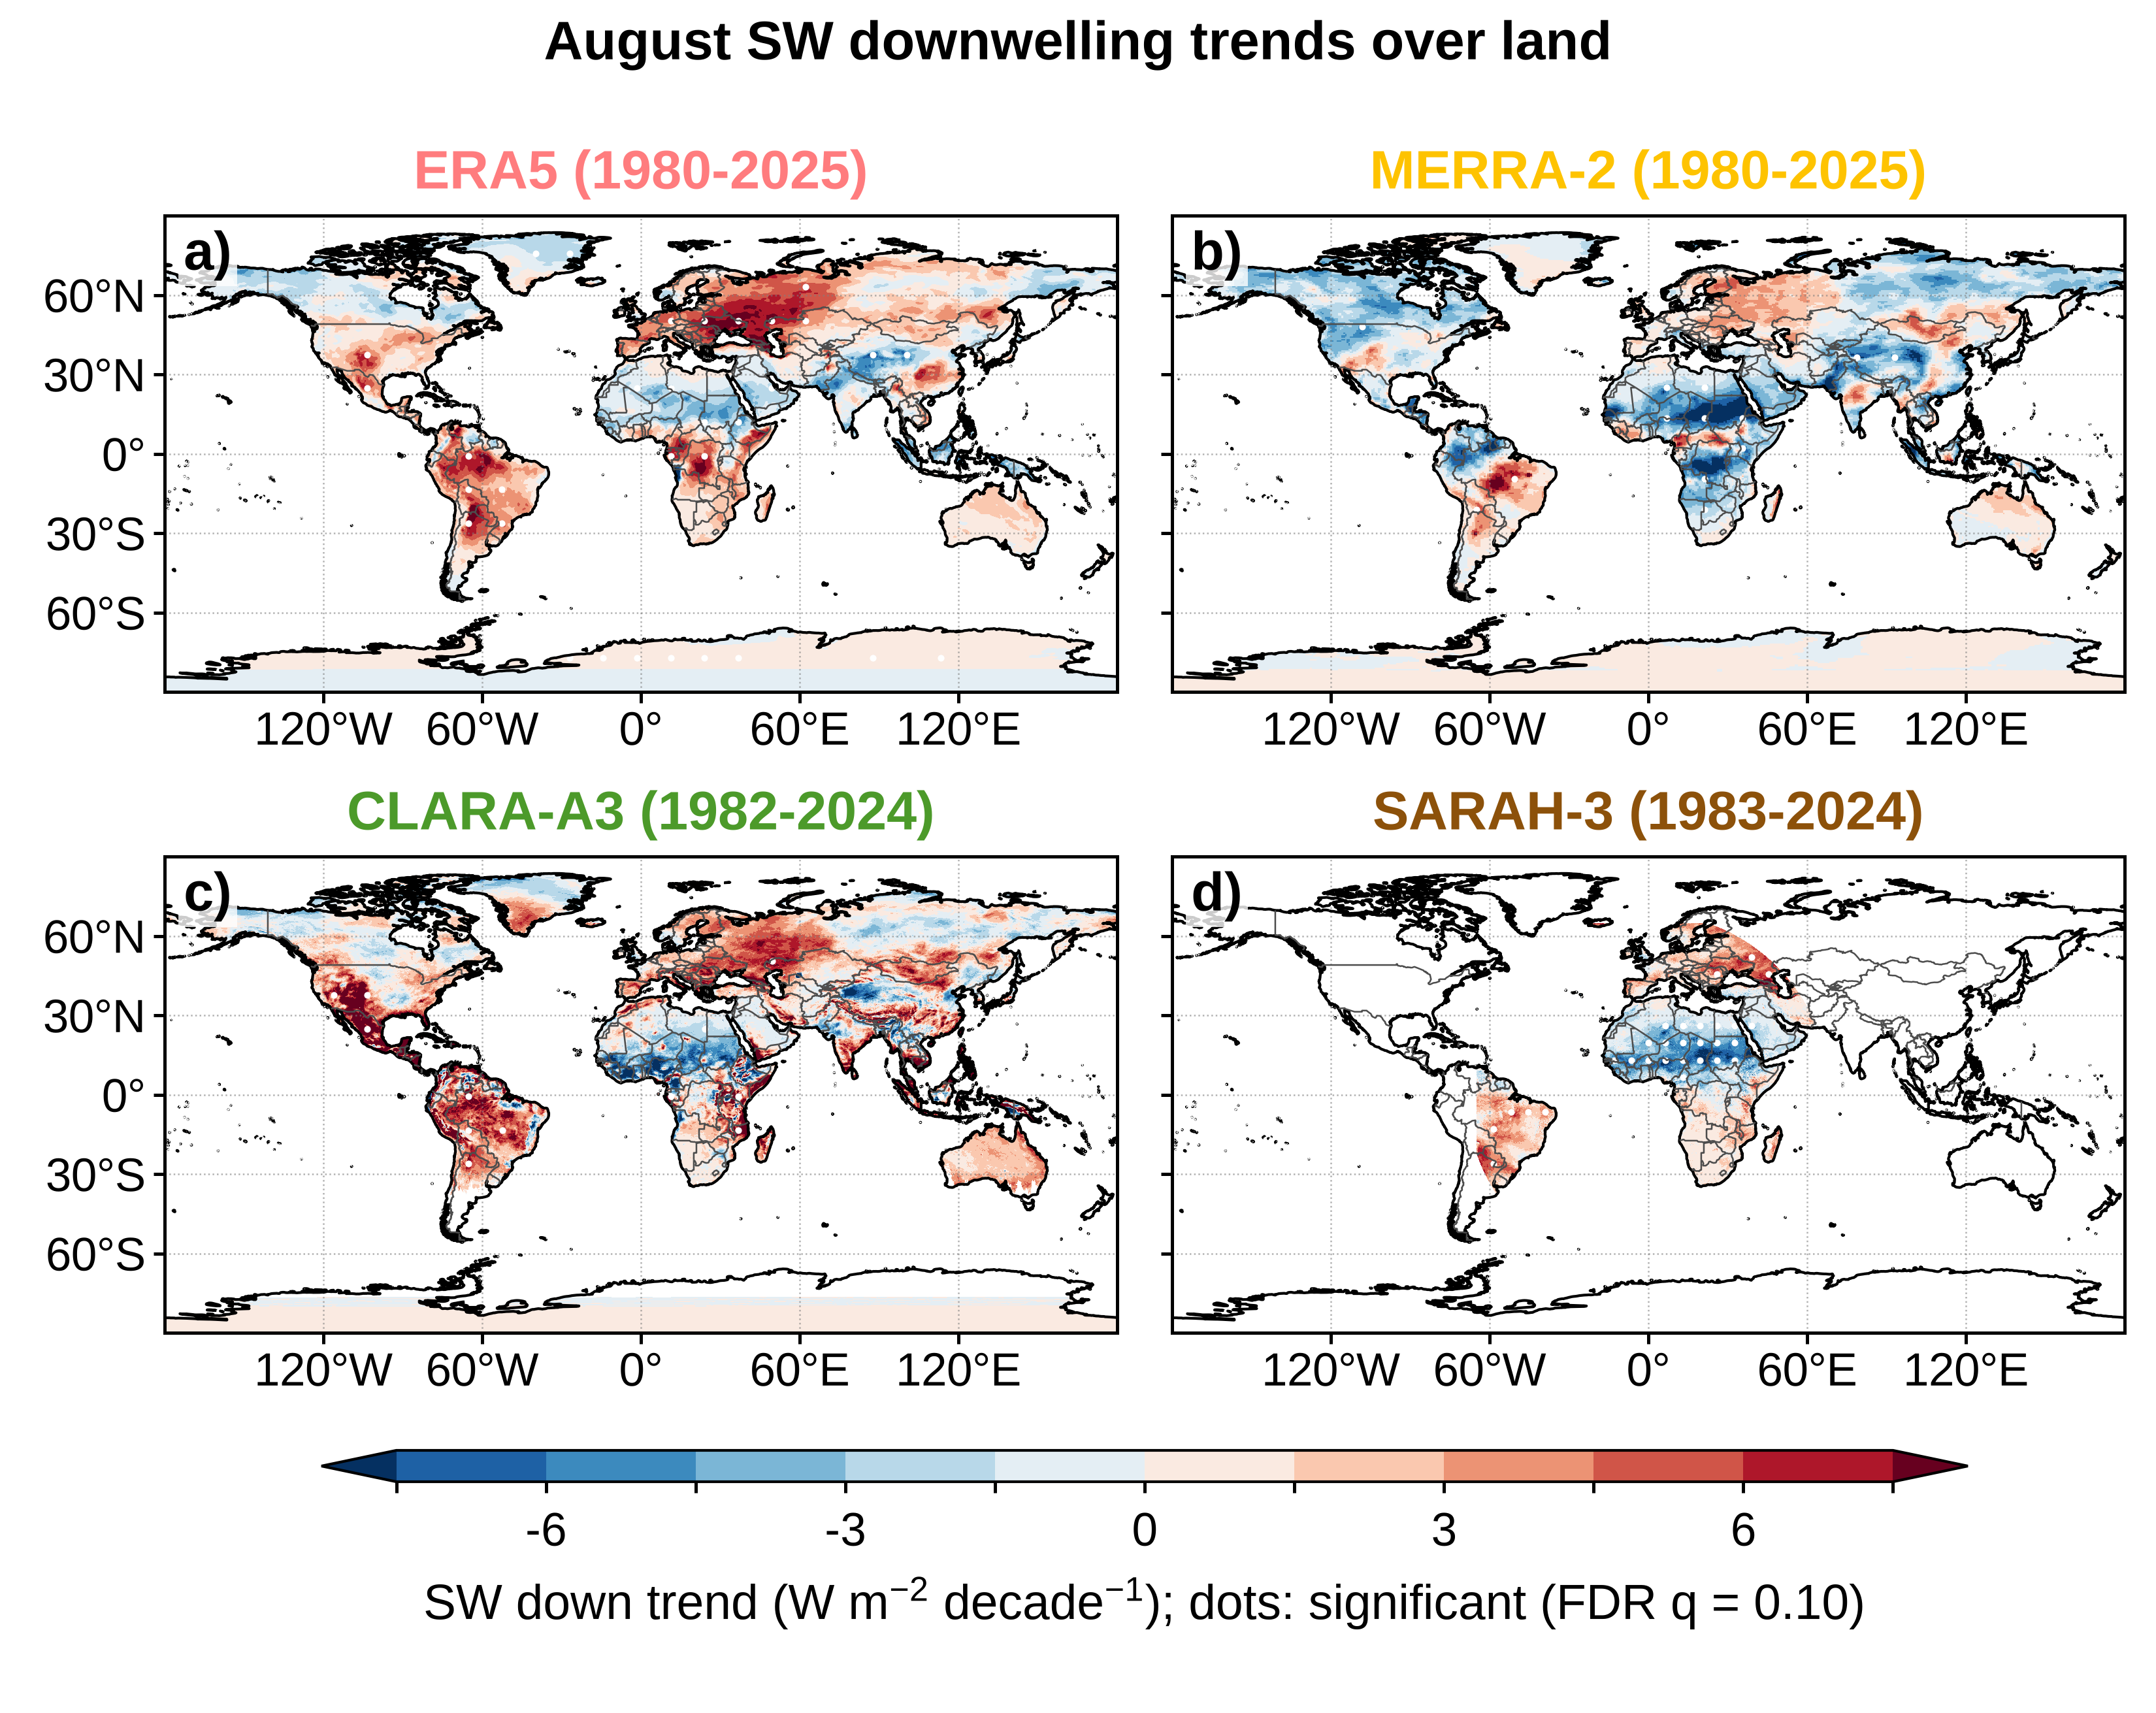 August SW downwelling trends over land
ERA5 (1980-2025)
MERRA-2 (1980-2025)
a)
b)
60°N
30°N
0°
30°S
60°S
120°W 60°W 0° 60°E 120°E
120°W 60°W 0° 60°E 120°E
CLARA-A3 (1982-2024)
SARAH-3 (1983-2024)
c)
d)
60°N
30°N
0°
30°S
60°S
120°W 60°W 0° 60°E 120°E
120°W 60°W 0° 60°E 120°E
-6 -3 0 3 6
SW down trend (W m⁻² decade⁻¹); dots: significant (FDR q = 0.10)